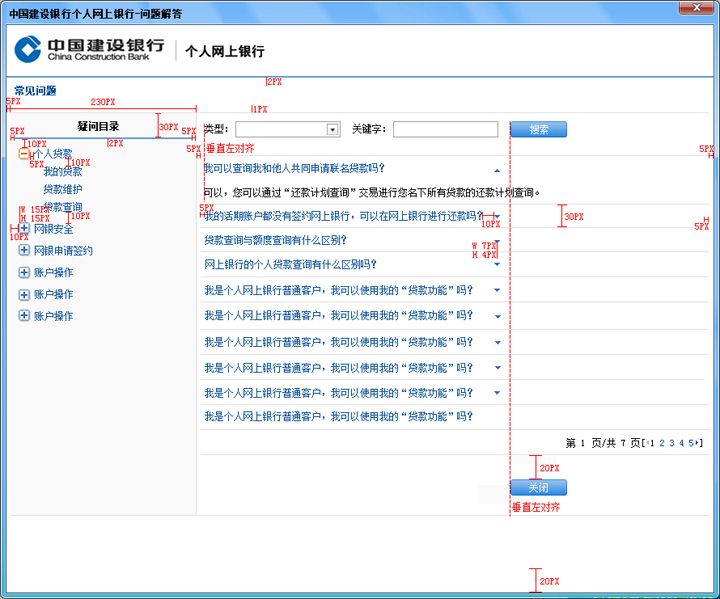 中国建设银行个人网上银行-问题解答
中国建设银行
China Construction Bank
个人网上银行
常见问题
2PX
5PX
230PX
1PX
疑问目录
30PX
5PX
5PX
类型：
关键字：
搜索
10PX
2PX
5PX
垂直左对齐
5PX
个人贷款
5PX
10PX
我可以查询我和他人共同申请联名贷款吗？
我的贷款
贷款维护
可以，您可以通过“还款计划查询”交易进行您名下所有贷款的还款计划查询。
贷款查询
W 15PX
H 15PX
10PX
5PX
我的活期账户都没有签约网上银行，可以在网上银行进行还款吗？
30PX
10PX
5PX
网银安全
10PX
贷款查询与额度查询有什么区别？
W 7PX
H 4PX
网银申请签约
网上银行的个人贷款查询有什么区别吗？
账户操作
我是个人网上银行普通客户，我可以使用我的“贷款功能”吗？
账户操作
我是个人网上银行普通客户，我可以使用我的“贷款功能”吗？
账户操作
我是个人网上银行普通客户，我可以使用我的“贷款功能”吗？
我是个人网上银行普通客户，我可以使用我的“贷款功能”吗？
我是个人网上银行普通客户，我可以使用我的“贷款功能”吗？
我是个人网上银行普通客户，我可以使用我的“贷款功能”吗？
第 1 页/共 7 页[1 2 3 4 5]
20PX
关闭
垂直左对齐
20PX